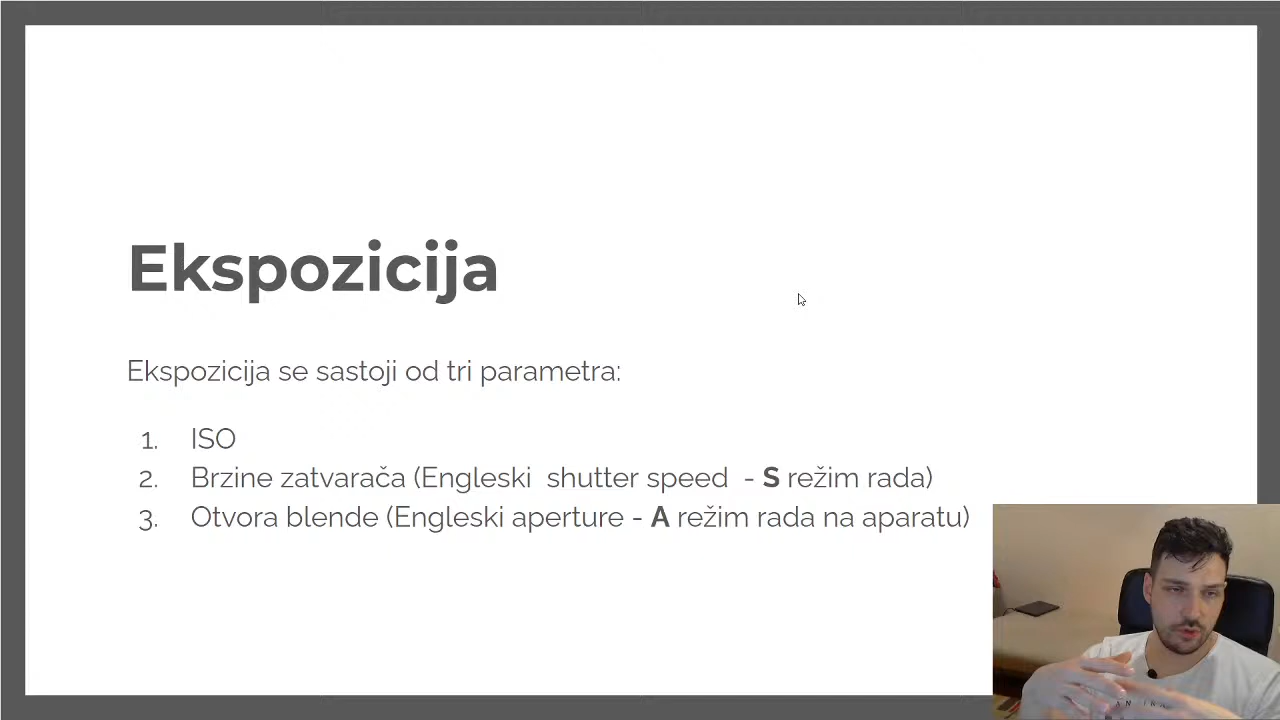 Ekspozicija
Ekspozicija se sastoji od tri parametra:
1. ISO
2. Brzine zatvarača (Engleski shutter speed - S režim rada)
3. Otvora blende (Engleski aperture - A režim rada na aparatu)